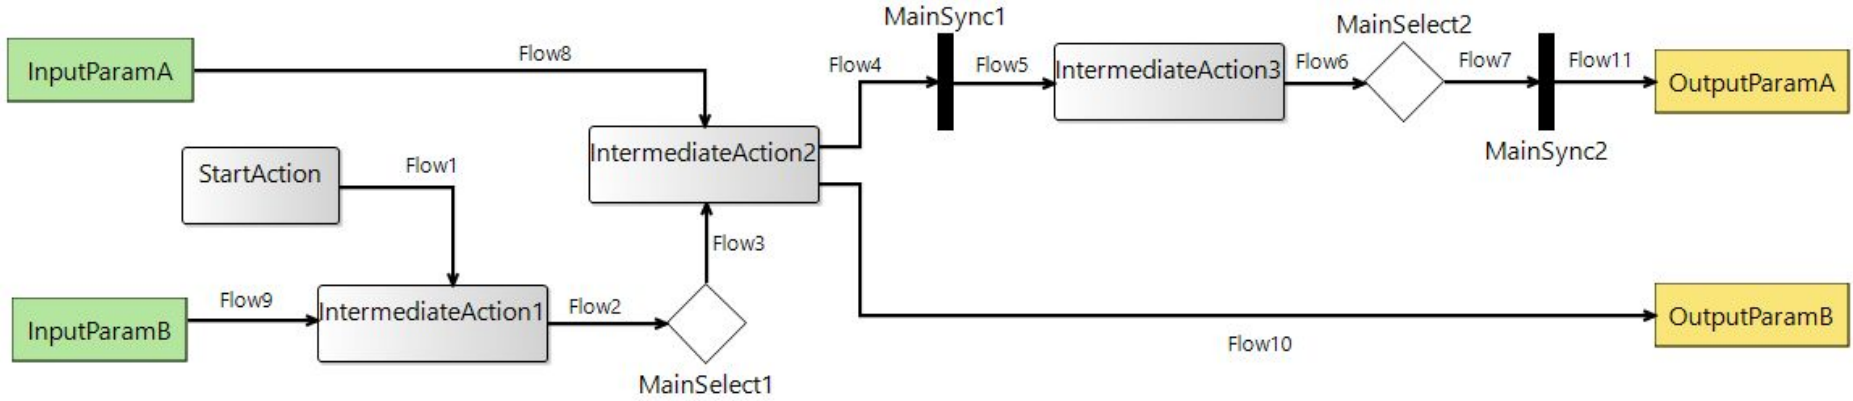 MainSync1
MainSelect2
InputParamA
Flow8
Flow4
Flow5
IntermediateAction3
Flow6
Flow7
Flow11
OutputParamA
StartAction
Flow1
IntermediateAction2
MainSync2
Flow3
InputParamB
Flow9
IntermediateAction1
Flow2
MainSelect1
Flow10
OutputParamB